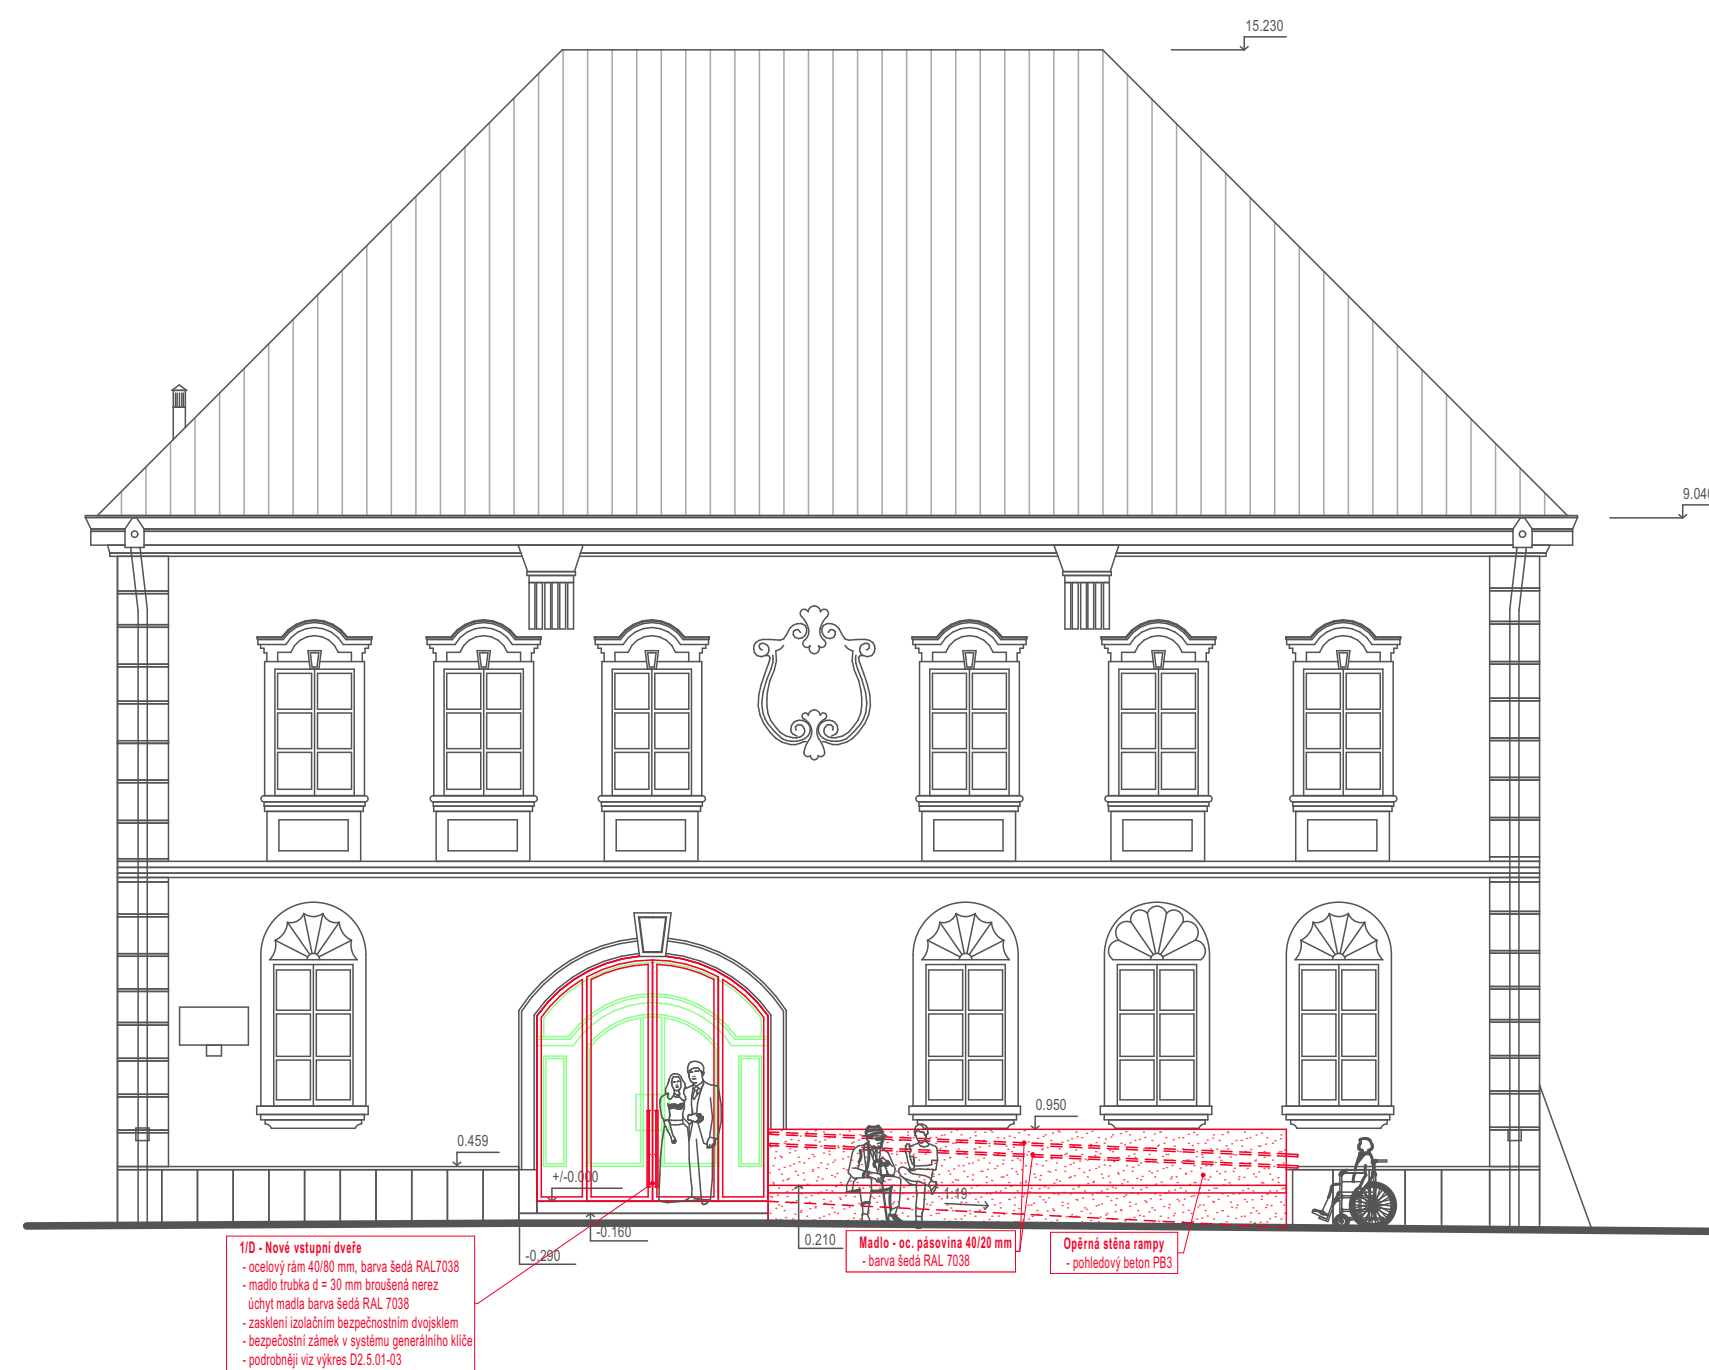 15.230
9.040
0.950
0.459
+/-0.000
1:19
-0.160
0.210
-0.290
Madlo - oc. pásovina 40/20 mm
- barva šedá RAL 7038
Opěrná stěna rampy
- pohledový beton PB3
1/D - Nové vstupní dveře
- ocelový rám 40/80 mm, barva šedá RAL7038
- madlo trubka d = 30 mm broušená nerez
úchyt madla barva šedá RAL 7038
- zasklení izolačním bezpečnostním dvojsklem
- bezpečostní zámek v systému generálního klíče
- podrobněji viz výkres D2.5.01-03